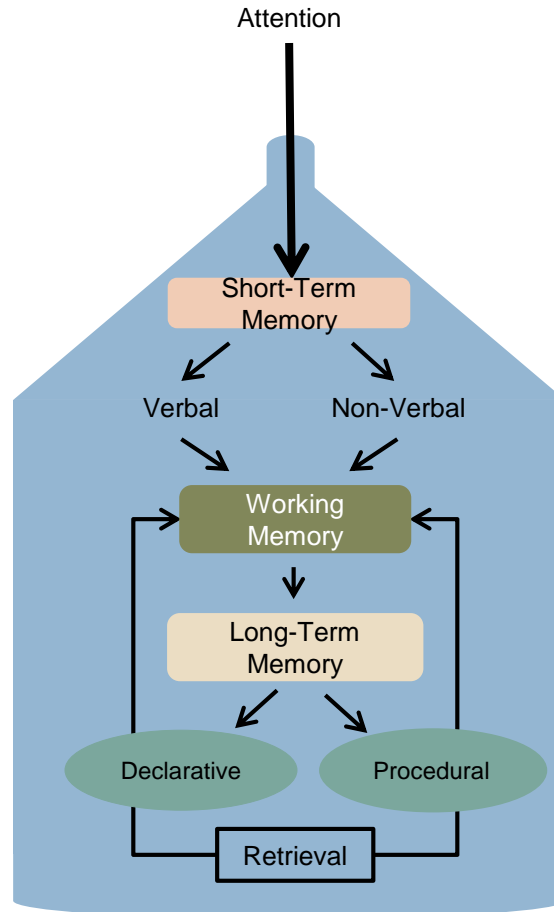 Attention
Short-Term
Memory
Verbal
Non-Verbal
Working
Memory
Long-Term
Memory
Declarative
Procedural
Retrieval